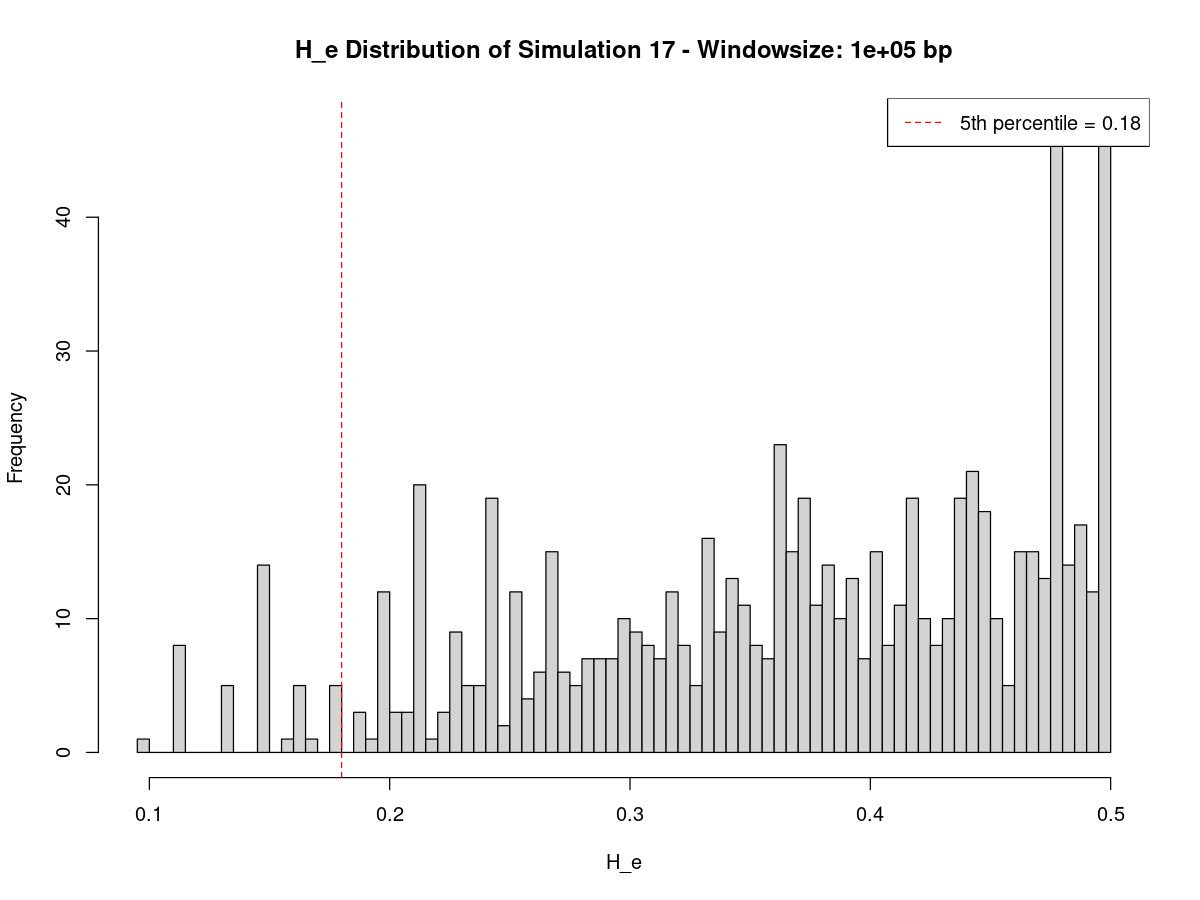 H_e Distribution of Simulation 17 - Windowsize: 1e+05 bp
5th percentile = 0.18
Frequency
40
30
20
10
0
0.1 0.2 0.3 0.4 0.5
H_e